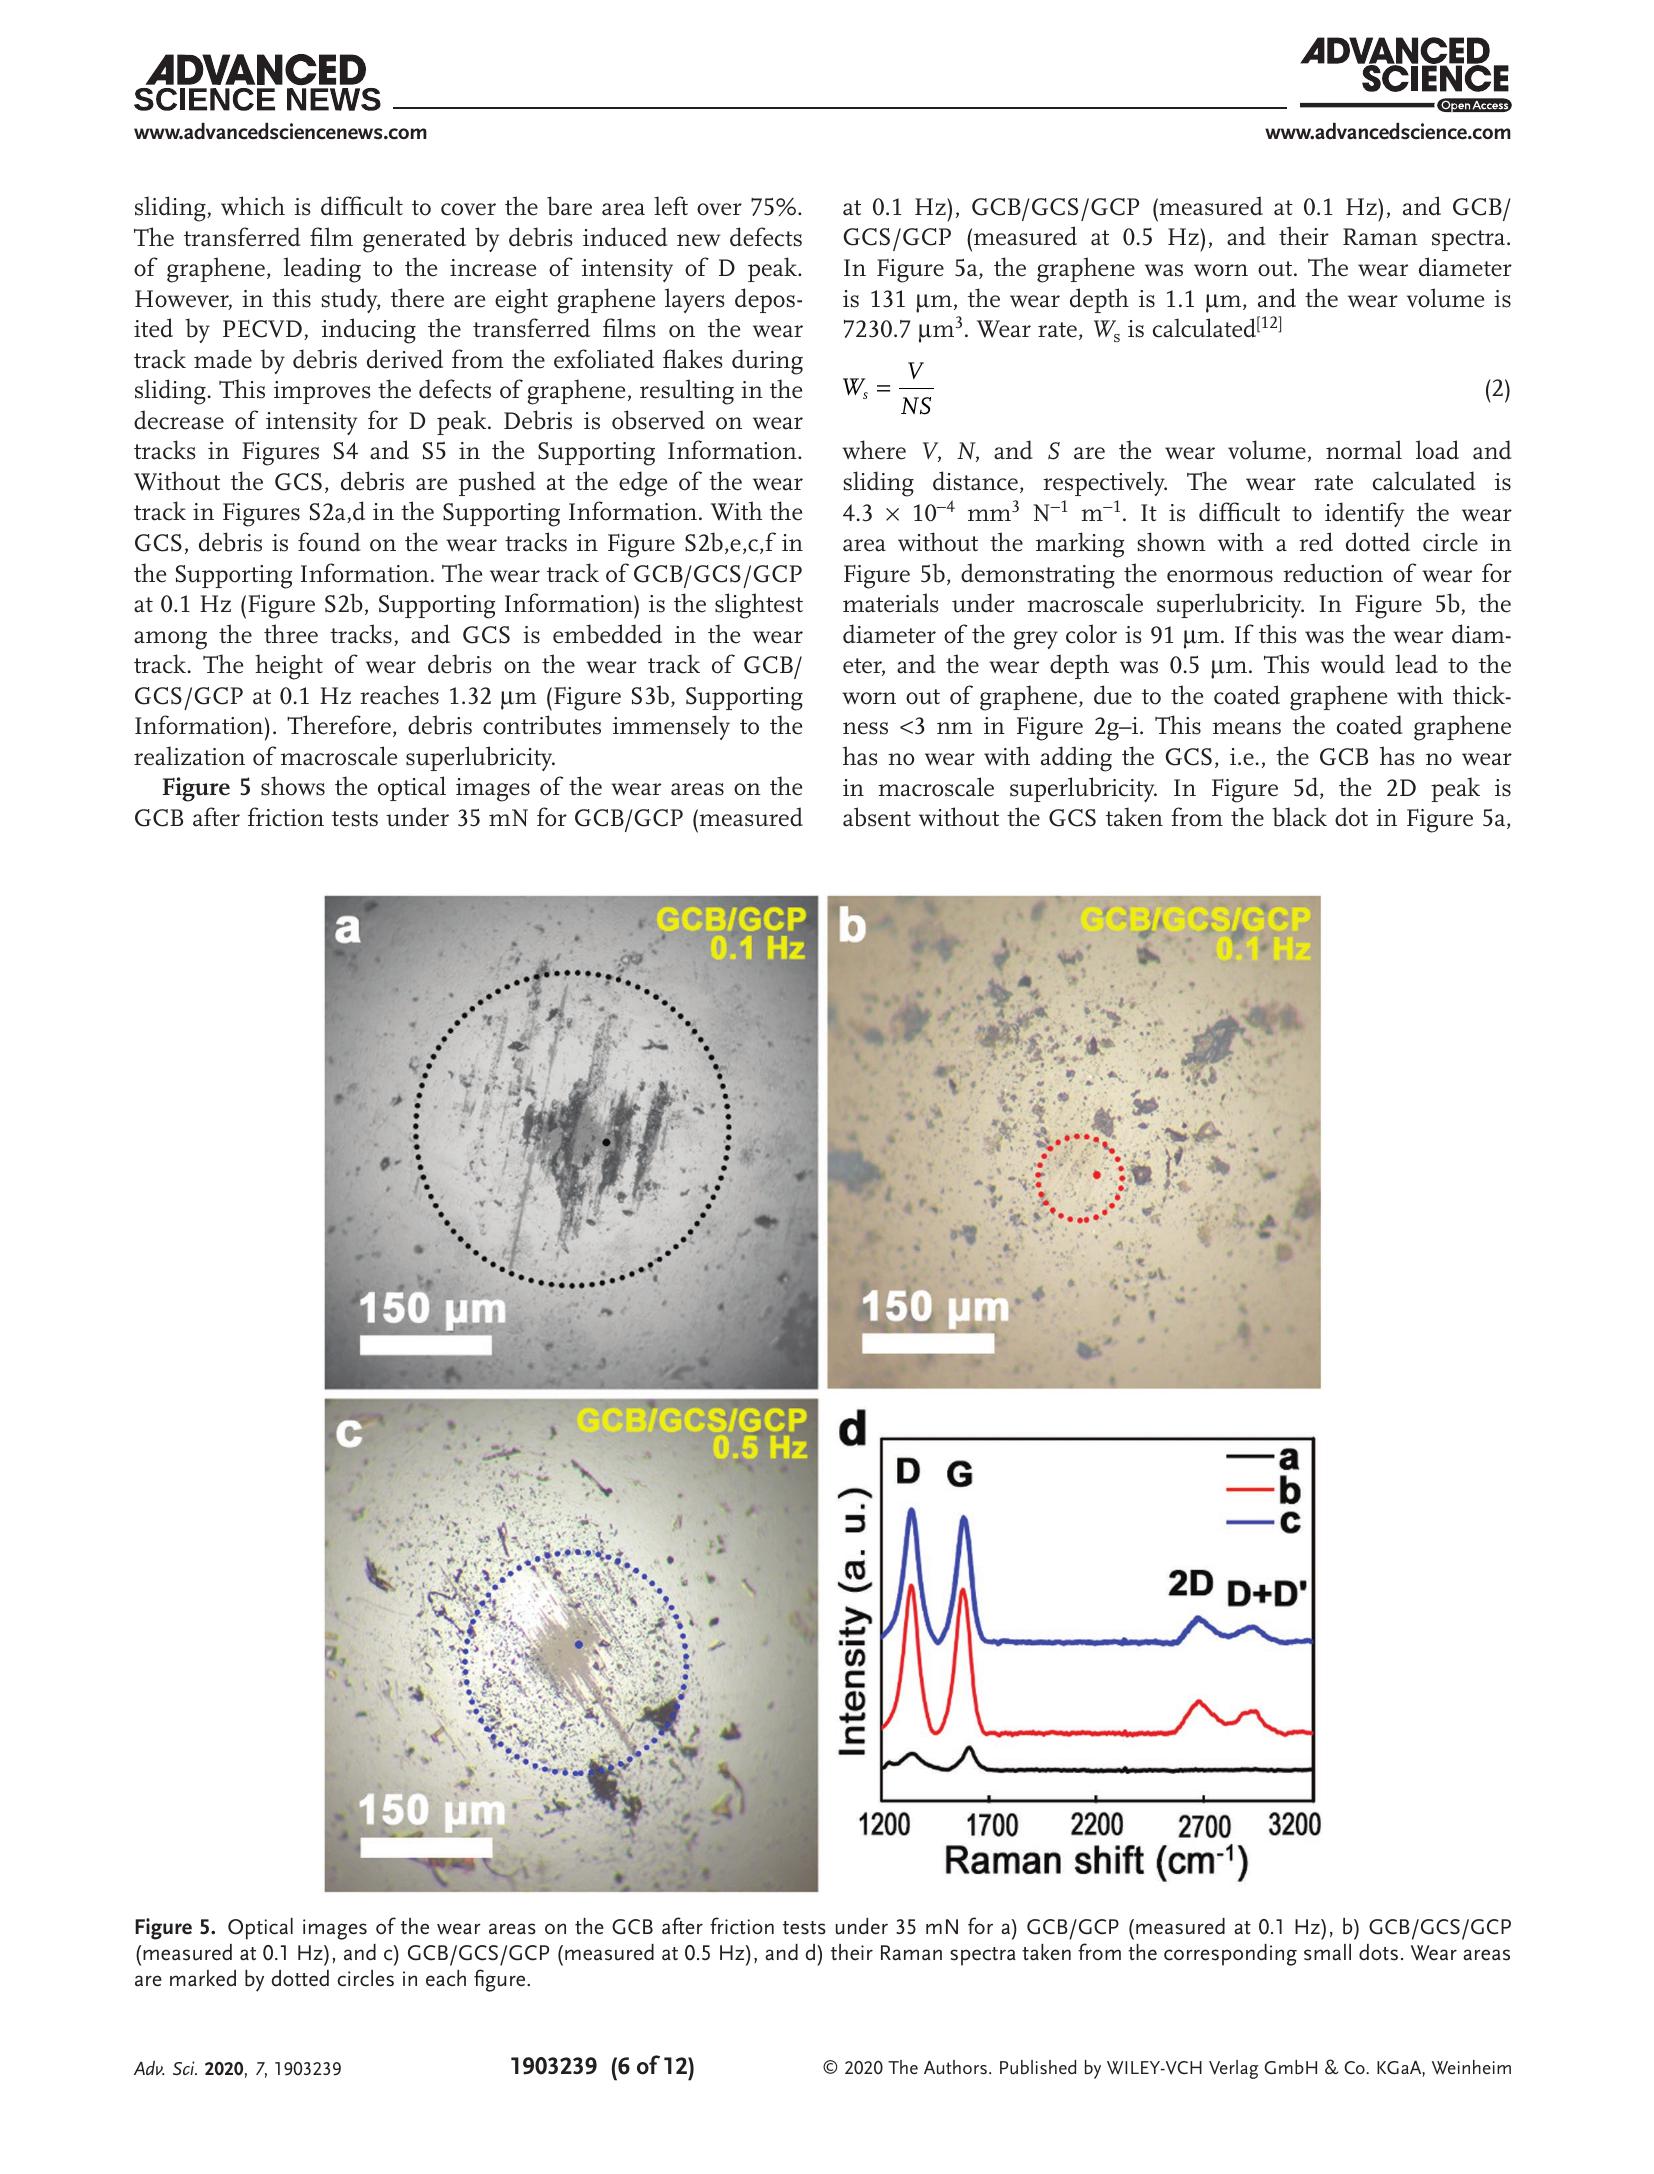 ADVANCED
SCIENCE NEWS
www.advancedsciencenews.com
ADVANCED
SCIENCE
Open Access
www.advancedscience.com
sliding, which is difficult to cover the bare area left over 75%.
The transferred film generated by debris induced new defects
of graphene, leading to the increase of intensity of D peak.
However, in this study, there are eight graphene layers depos-
ited by PECVD, inducing the transferred films on the wear
track made by debris derived from the exfoliated flakes during
sliding. This improves the defects of graphene, resulting in the
decrease of intensity for D peak. Debris is observed on wear
tracks in Figures S4 and S5 in the Supporting Information.
Without the GCS, debris are pushed at the edge of the wear
track in Figures S2a,d in the Supporting Information. With the
GCS, debris is found on the wear tracks in Figure S2b,e,c,f in
the Supporting Information. The wear track of GCB/GCS/GCP
at 0.1 Hz (Figure S2b, Supporting Information) is the slightest
among the three tracks, and GCS is embedded in the wear
track. The height of wear debris on the wear track of GCB/
GCS/GCP at 0.1 Hz reaches 1.32 μm (Figure S3b, Supporting
Information). Therefore, debris contributes immensely to the
realization of macroscale superlubricity.
Figure 5 shows the optical images of the wear areas on the
GCB after friction tests under 35 mN for GCB/GCP (measured
at 0.1 Hz), GCB/GCS/GCP (measured at 0.1 Hz), and GCB/
GCS/GCP (measured at 0.5 Hz), and their Raman spectra.
In Figure 5a, the graphene was worn out. The wear diameter
is 131 μm, the wear depth is 1.1 μm, and the wear volume is
7230.7 μm³. Wear rate, Ws is calculated[12]
Ws = V/NS (2)
where V, N, and S are the wear volume, normal load and
sliding distance, respectively. The wear rate calculated is
4.3 × 10⁻⁴ mm³ N⁻¹ m⁻¹. It is difficult to identify the wear
area without the marking shown with a red dotted circle in
Figure 5b, demonstrating the enormous reduction of wear for
materials under macroscale superlubricity. In Figure 5b, the
diameter of the grey color is 91 μm. If this was the wear diam-
eter, and the wear depth was 0.5 μm. This would lead to the
worn out of graphene, due to the coated graphene with thick-
ness <3 nm in Figure 2g–i. This means the coated graphene
has no wear with adding the GCS, i.e., the GCB has no wear
in macroscale superlubricity. In Figure 5d, the 2D peak is
absent without the GCS taken from the black dot in Figure 5a,
a
GCB/GCP
0.1 Hz
150 μm
b
GCB/GCS/GCP
0.1 Hz
150 μm
c
GCB/GCS/GCP
0.5 Hz
150 μm
d
D G
a
b
c
2D D+D'
Intensity (a. u.)
1200 1700 2200 2700 3200
Raman shift (cm⁻¹)
Figure 5. Optical images of the wear areas on the GCB after friction tests under 35 mN for a) GCB/GCP (measured at 0.1 Hz), b) GCB/GCS/GCP
(measured at 0.1 Hz), and c) GCB/GCS/GCP (measured at 0.5 Hz), and d) their Raman spectra taken from the corresponding small dots. Wear areas
are marked by dotted circles in each figure.
Adv. Sci. 2020, 7, 1903239
1903239 (6 of 12)
© 2020 The Authors. Published by WILEY-VCH Verlag GmbH & Co. KGaA, Weinheim